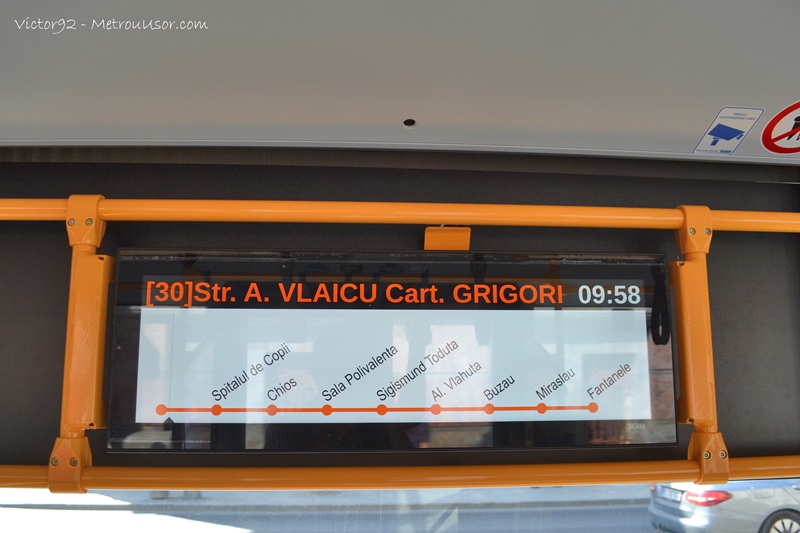 Victor92 - MetrouUsor.com
[30]Str. A. VLAICU Cart. GRIGORI 09:58
Spitalul de Copii
Chios
Sala Polivalenta
Sigismund Toduta
Al. Vlahuta
Buzau
Miraslau
Fantanele